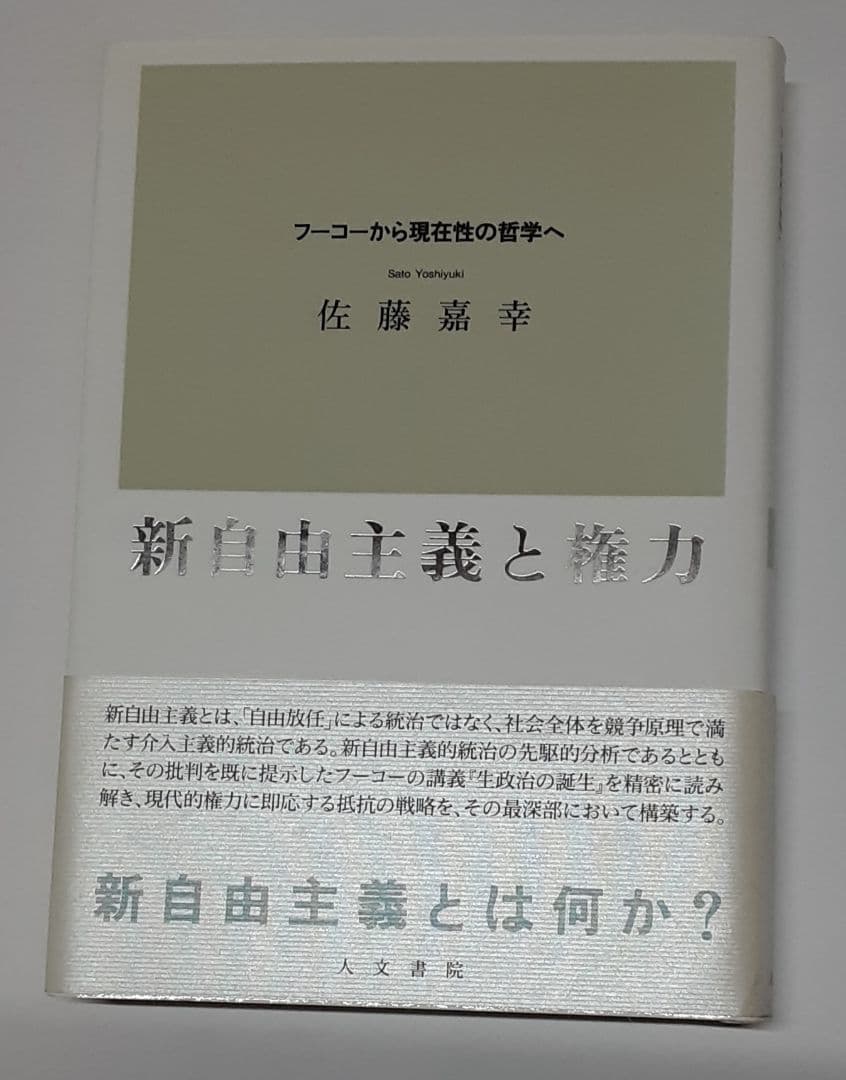 フーコーから現在性の哲学へ
Sato Yoshiyuki
佐藤嘉幸
新自由主義と権力
新自由主義とは、「自由放任」による統治ではなく、社会全体を競争原理で満
たす介入主義的統治である。新自由主義的統治の先駆的分析であるととも
に、その批判を既に提示したフーコーの講義『生政治の誕生』を精密に読み
解き、現代的権力に即応する抵抗の戦略を、その最深部において構築する。
新自由主義とは何か?
人文書院